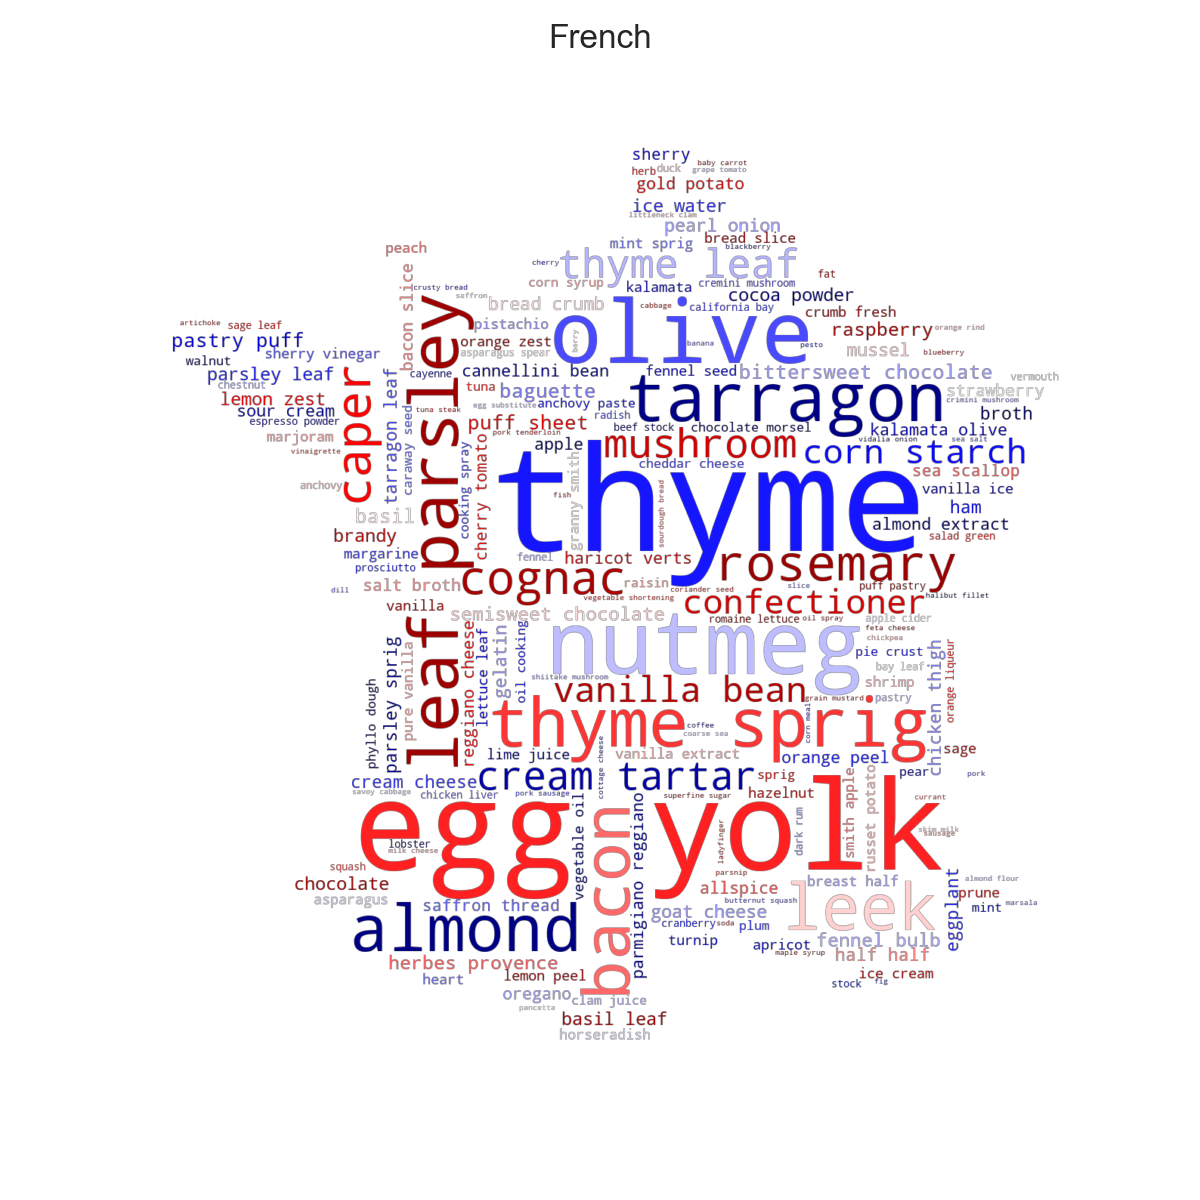 French
sherry
baby carrot
herb
duck
grape tomato
gold potato
ice water
littleneck clam
pearl onion
mint sprig
bread slice
blackberry
peach
cherry
thyme leaf
fat
bacon slice
crusty bread
saffron
corn syrup
kalamata
cremini mushroom
cocoa powder
bread crumb
cabbage
california bay
crumb fresh
artichoke
sage leaf
leaf parsley
pistachio
olive
raspberry
orange rind
pastry puff
orange zest
berry
banana
pesto
mussel
blueberry
walnut
sherry vinegar
asparagus spear
parsley leaf
cayenne
cannellini bean
fennel seed
bittersweet chocolate
vermouth
chestnut
caper
tarragon leaf
tuna
baguette
tarragon
strawberry
lemon zest
egg substitute
anchovy paste
crimini mushroom
sour cream
caraway seed
tuna steak
radish
broth
espresso powder
puff sheet
beef stock
chocolate morsel
kalamata olive
marjoram
cooking spray
cherry tomato
pork tenderloin
apple
mushroom
corn starch
vidalia onion
sea salt
vinaigrette
granny smith
thyme
cheddar cheese
sea scallop
anchovy
fish
sourdough bread
vanilla ice
basil
ham
almond extract
brandy
salad green
margarine
fennel
haricot verts
rosemary
prosciutto
cognac
dill
salt broth
raisin
coriander seed
slice
puff pastry
vegetable shortening
confectioner
halibut fillet
vanilla
semisweet chocolate
romaine lettuce
oil spray
apple cider
reggiano cheese
lettuce leaf
gelatin
oil cooking
nutmeg
feta cheese
chickpea
parsley sprig
pure vanilla
pie crust
chicken thigh
orange liqueur
phyllo dough
shiitake mushroom
bay leaf
vanilla bean
shrimp
grain mustard
pastry
thyme sprig
corn meal
coffee
coarse sea
lime juice
cottage cheese
vanilla extract
orange peel
sage
cream cheese
cream tartar
sprig
pear
pork
savoy cabbage
chicken liver
pork sausage
superfine sugar
hazelnut
smith apple
russet potato
currant
egg yolk
vegetable oil
bacon
parmigiano reggiano
ladyfinger
dark rum
skim milk
sausage
lobster
milk cheese
squash
parsnip
chocolate
allspice
breast half
almond flour
asparagus
saffron thread
butternut squash
leek
eggplant
prune
almond
goat cheese
cranberry
soda
plum
mint
marsala
turnip
apricot
fennel bulb
herbes provence
maple syrup
half half
heart
lemon peel
ice cream
oregano
clam juice
stock
fig
pancetta
basil leaf
horseradish